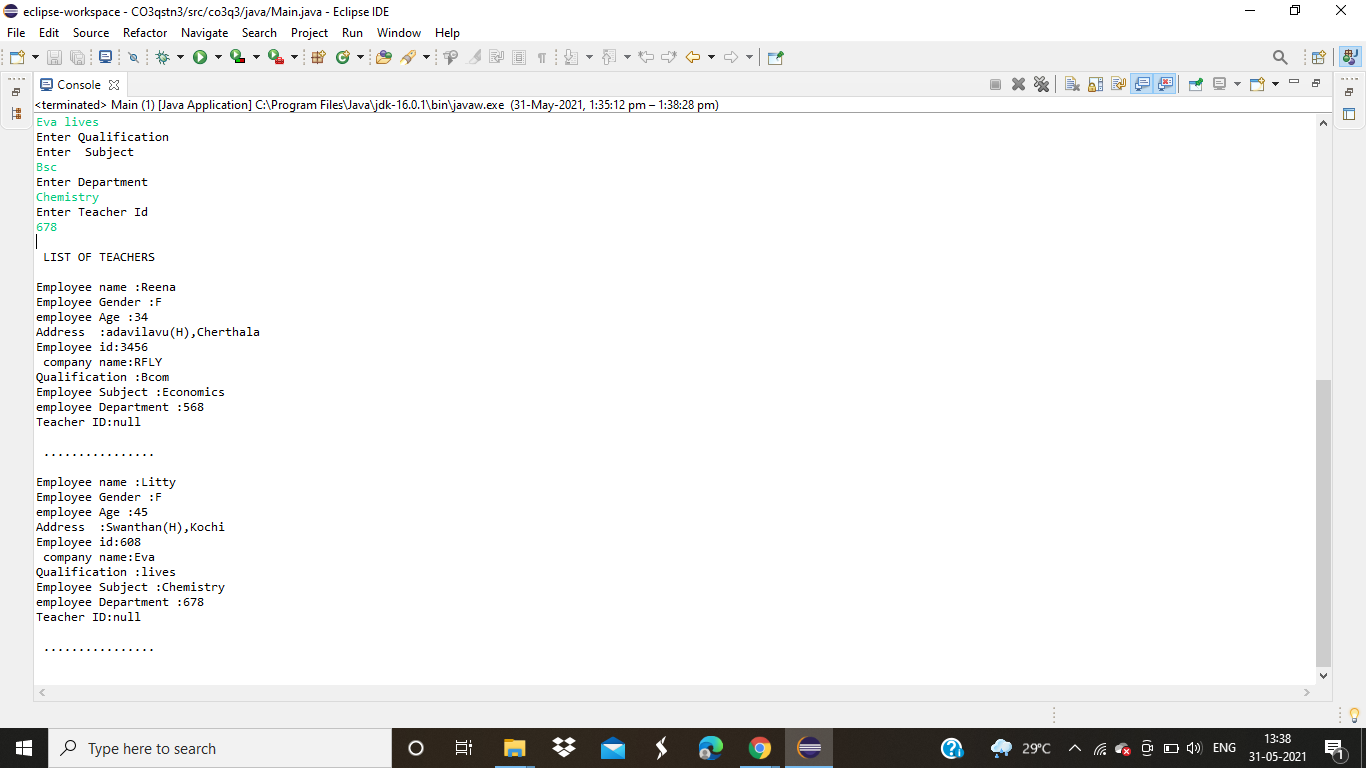 eclipse-workspace - CO3qstn3/src/co3q3/java/Main.java - Eclipse IDE
File Edit Source Refactor Navigate Search Project Run Window Help
Console
<terminated> Main (1) [Java Application] C:\Program Files\Java\jdk-16.0.1\bin\javaw.exe (31-May-2021, 1:35:12 pm – 1:38:28 pm)
Eva lives
Enter Qualification
Enter  Subject
Bsc
Enter Department
Chemistry
Enter Teacher Id
678
LIST OF TEACHERS
Employee name :Reena
Employee Gender :F
employee Age :34
Address  :adavilavu(H),Cherthala
Employee id:3456
company name:RFLY
Qualification :Bcom
Employee Subject :Economics
employee Department :568
Teacher ID:null
................
Employee name :Litty
Employee Gender :F
employee Age :45
Address  :Swanthan(H),Kochi
Employee id:608
company name:Eva
Qualification :lives
Employee Subject :Chemistry
employee Department :678
Teacher ID:null
................
Type here to search
29°C
ENG
13:38
31-05-2021
1